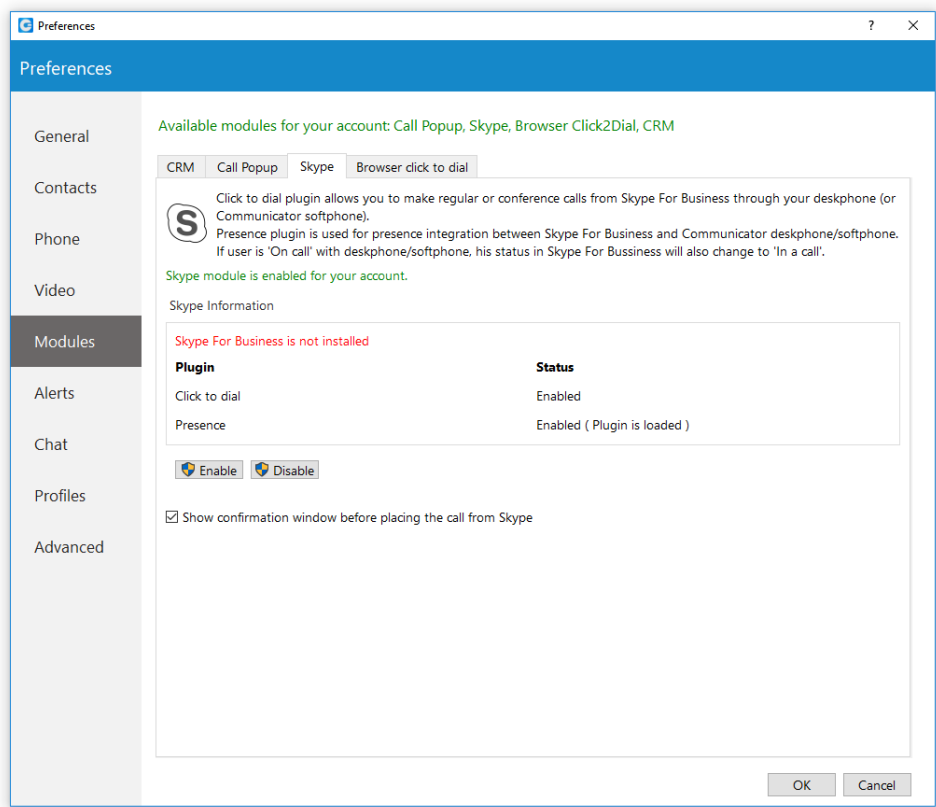 Preferences
?
Preferences
General
Contacts
Phone
Video
Modules
Alerts
Chat
Profiles
Advanced
Available modules for your account: Call Popup, Skype, Browser Click2Dial, CRM
CRM Call Popup Skype Browser click to dial
Click to dial plugin allows you to make regular or conference calls from Skype For Business through your deskphone (or
Communicator softphone).
Presence plugin is used for presence integration between Skype For Bussiness and Communicator deskphone/softphone.
If user is 'On call' with deskphone/softphone, his status in Skype For Bussiness will also change to 'In a call'.
Skype module is enabled for your account.
Skype Information
Skype For Business is not installed
Plugin Status
Click to dial Enabled
Presence Enabled ( Plugin is loaded )
Enable Disable
Show confirmation window before placing the call from Skype
OK Cancel